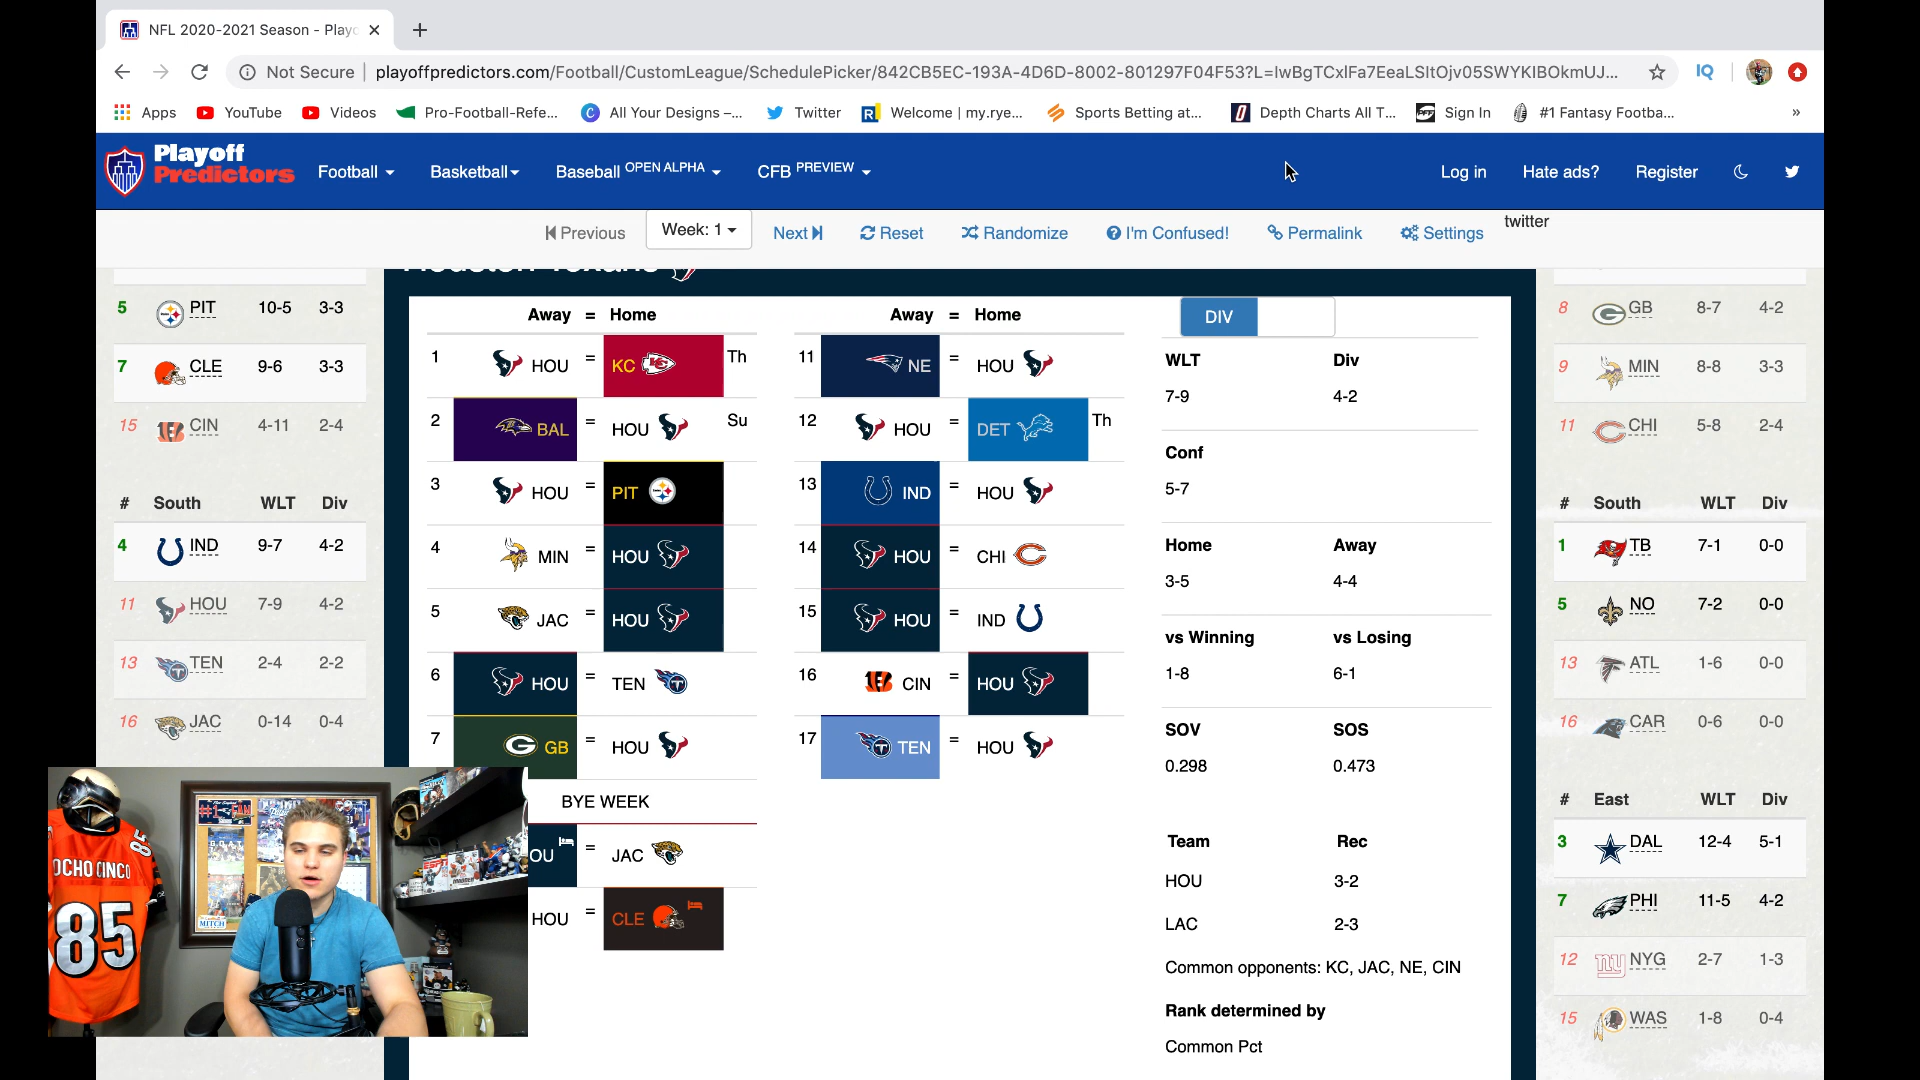 NFL 2020-2021 Season - Playo
Not Secure | playoffpredictors.com/Football/CustomLeague/SchedulePicker/842CB5EC-193A-4D6D-8002-801297F04F53?L=IwBgTCxlFa7EeaLSltOjv05SWYKIBOkmUJ...
Apps YouTube Videos Pro-Football-Refe... All Your Designs –... Twitter Welcome | my.rye... Sports Betting at... Depth Charts All T... Sign In #1 Fantasy Footba... »
Playoff Predictors Football Basketball Baseball OPEN ALPHA CFB PREVIEW Log in Hate ads? Register
Previous Week: 1 Next Reset Randomize I'm Confused! Permalink Settings twitter
Houston Texans
5 PIT 10-5 3-3
7 CLE 9-6 3-3
15 CIN 4-11 2-4
# South WLT Div
4 IND 9-7 4-2
11 HOU 7-9 4-2
13 TEN 2-4 2-2
16 JAC 0-14 0-4
Away = Home
1 HOU = KC Th
2 BAL = HOU Su
3 HOU = PIT
4 MIN = HOU
5 JAC = HOU
6 HOU = TEN
7 GB = HOU
BYE WEEK
OU = JAC
HOU = CLE
Away = Home
11 NE = HOU
12 HOU = DET Th
13 IND = HOU
14 HOU = CHI
15 HOU = IND
16 CIN = HOU
17 TEN = HOU
DIV
WLT Div
7-9 4-2
Conf
5-7
Home Away
3-5 4-4
vs Winning vs Losing
1-8 6-1
SOV SOS
0.298 0.473
Team Rec
HOU 3-2
LAC 2-3
Common opponents: KC, JAC, NE, CIN
Rank determined by
Common Pct
8 GB 8-7 4-2
9 MIN 8-8 3-3
11 CHI 5-8 2-4
# South WLT Div
1 TB 7-1 0-0
5 NO 7-2 0-0
13 ATL 1-6 0-0
16 CAR 0-6 0-0
# East WLT Div
3 DAL 12-4 5-1
7 PHI 11-5 4-2
12 NYG 2-7 1-3
15 WAS 1-8 0-4
OCHO CINCO
85
85
#1 FAN
MITCH